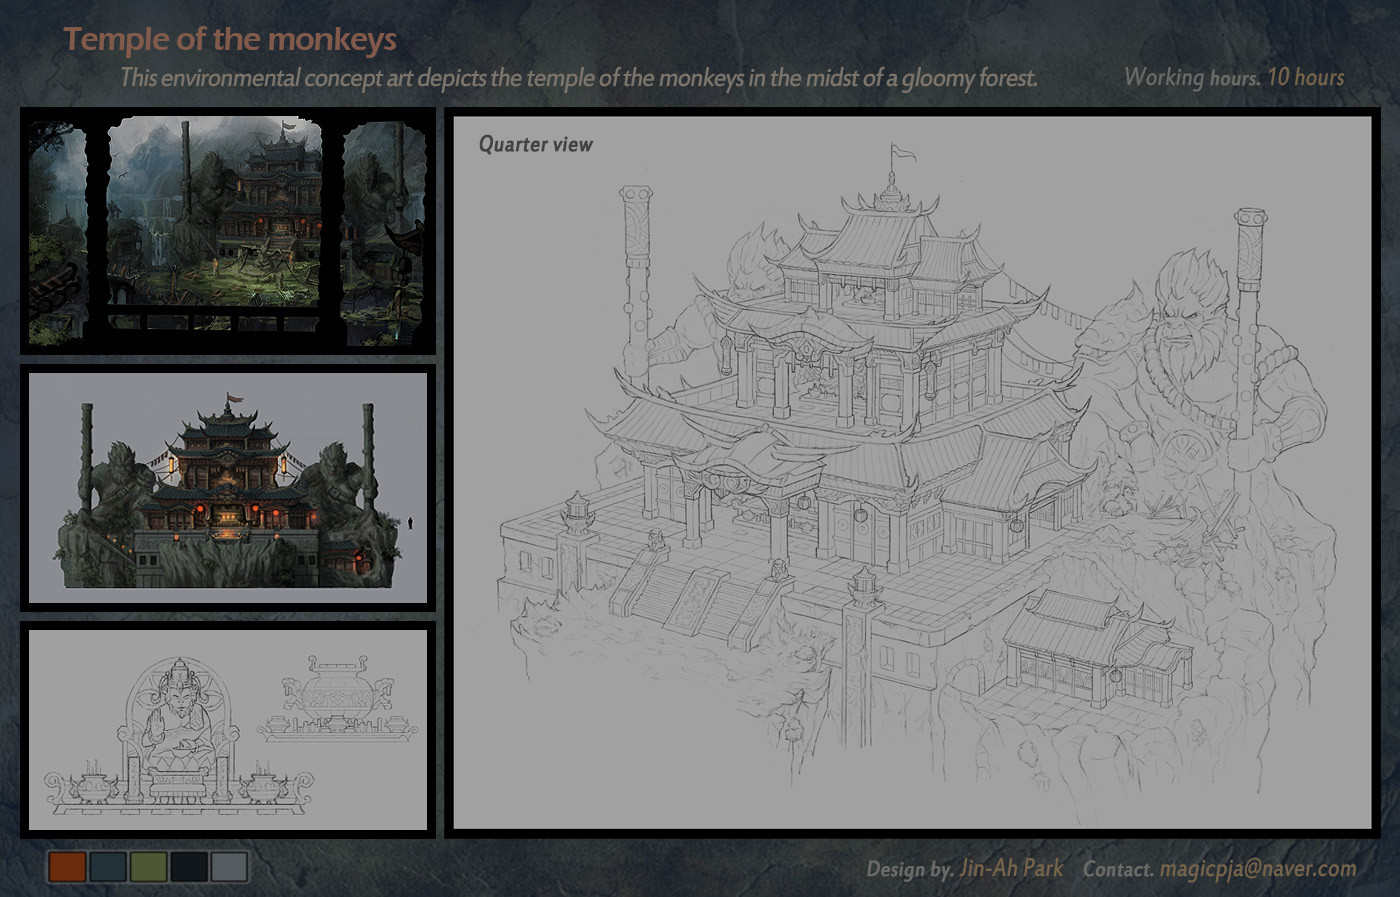 Temple of the monkeys
This environmental concept art depicts the temple of the monkeys in the midst of a gloomy forest.
Working hours. 10 hours
Quarter view
Design by. Jin-Ah Park Contact. magicpja@naver.com